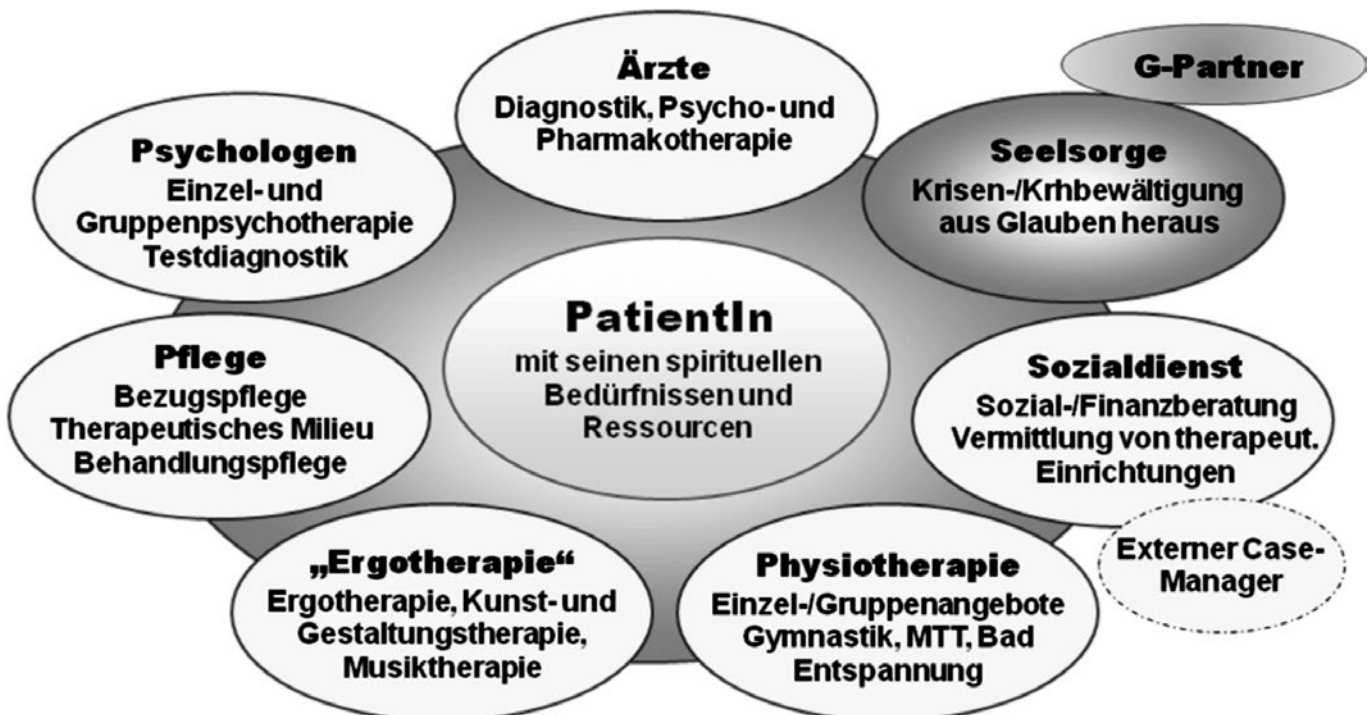 Ärzte
Diagnostik, Psycho- und
Pharmakotherapie
G-Partner
Seelsorge
Krisen-/Krhbewältigung
aus Glauben heraus
Psychologen
Einzel- und
Gruppenpsychotherapie
Testdiagnostik
PatientIn
mit seinen spirituellen
Bedürfnissen und
Ressourcen
Pflege
Bezugspflege
Therapeutisches Milieu
Behandlungspflege
Sozialdienst
Sozial-/Finanzberatung
Vermittlung von therapeut.
Einrichtungen
Externer Case-
Manager
„Ergotherapie“
Ergotherapie, Kunst- und
Gestaltungstherapie,
Musiktherapie
Physiotherapie
Einzel-/Gruppenangebote
Gymnastik, MTT, Bad
Entspannung